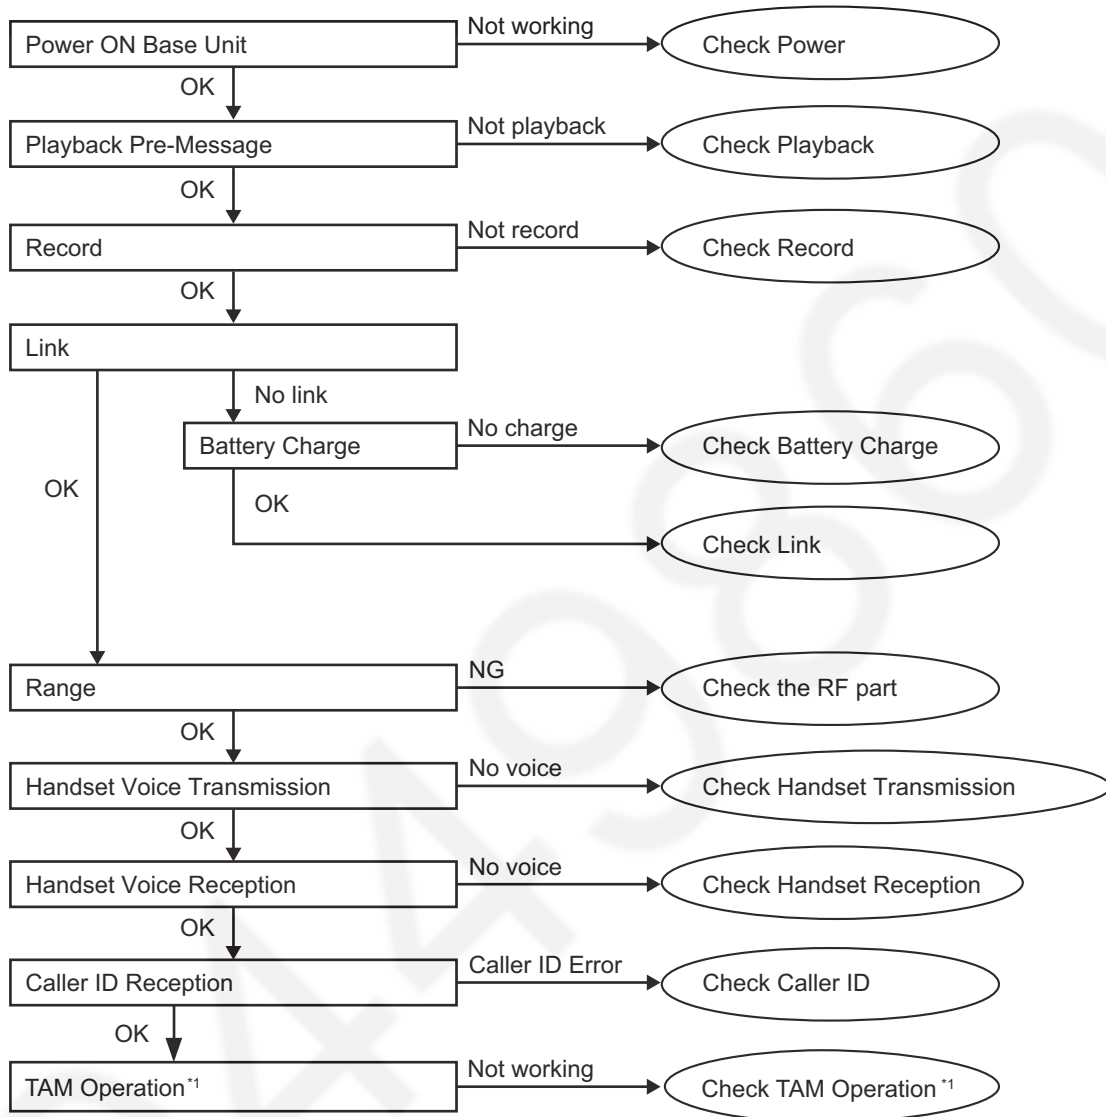 Power ON Base Unit
Not working
Check Power
OK
Playback Pre-Message
Not playback
Check Playback
OK
Record
Not record
Check Record
OK
Link
No link
Battery Charge
No charge
Check Battery Charge
OK
OK
Check Link
Range
NG
Check the RF part
OK
Handset Voice Transmission
No voice
Check Handset Transmission
OK
Handset Voice Reception
No voice
Check Handset Reception
OK
Caller ID Reception
Caller ID Error
Check Caller ID
OK
TAM Operation *1
Not working
Check TAM Operation *1